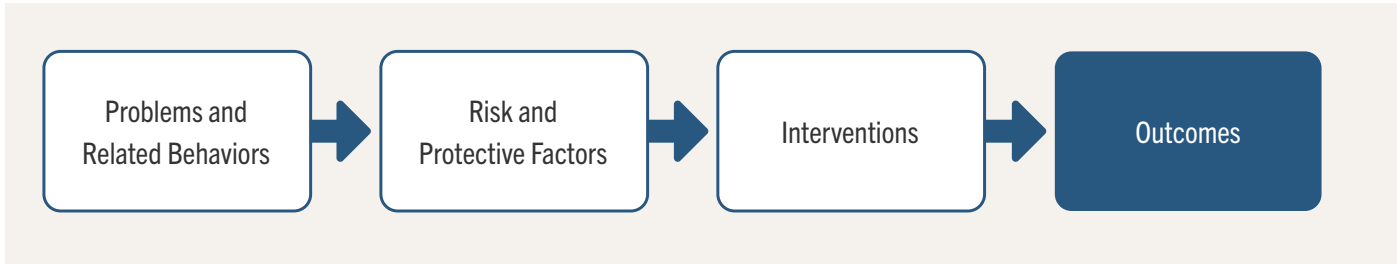 Problems and
Related Behaviors
Risk and
Protective Factors
Interventions
Outcomes